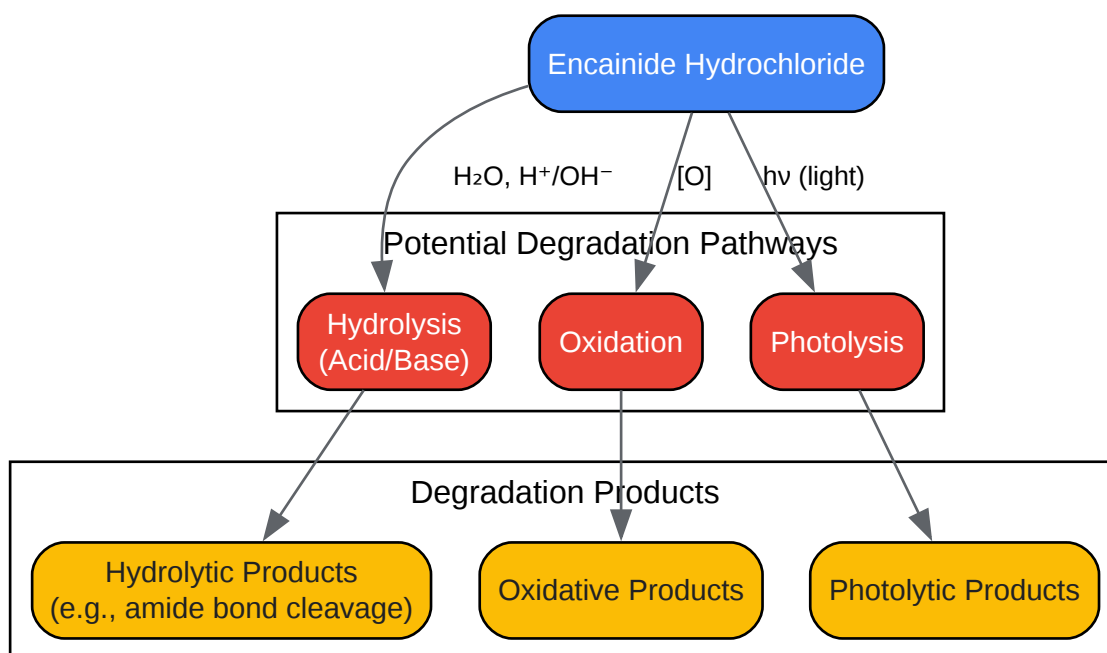 Encainide Hydrochloride
H₂O, H⁺/OH⁻
[O]
hν (light)
Potential Degradation Pathways
Hydrolysis
(Acid/Base)
Oxidation
Photolysis
Degradation Products
Hydrolytic Products
(e.g., amide bond cleavage)
Oxidative Products
Photolytic Products